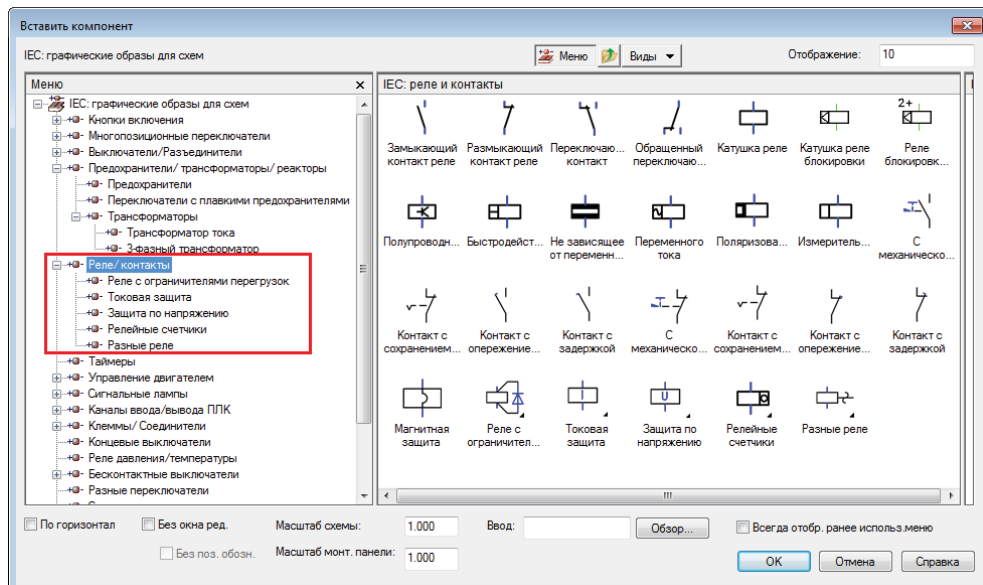 Вставить компонент
IEC: графические образы для схем
Меню
Виды
Отображение:
10
Меню
IEC: графические образы для схем
Кнопки включения
Многопозиционные переключатели
Выключатели/Разъединители
Предохранители/ трансформаторы/ реакторы
Предохранители
Переключатели с плавкими предохранителями
Трансформаторы
Трансформатор тока
3-фазный трансформатор
Реле/ контакты
Реле с ограничителями перегрузок
Токовая защита
Защита по напряжению
Релейные счетчики
Разные реле
Таймеры
Управление двигателем
Сигнальные лампы
Каналы ввода/вывода ПЛК
Клеммы/ Соединители
Концевые выключатели
Реле давления/температуры
Бесконтактные выключатели
Разные переключатели
IEC: реле и контакты
2+
Замыкающий Размыкающий Переключаю... Обращенный Катушка реле Катушка реле Реле
контакт реле контакт реле контакт переключаю... блокировки блокировк...
Полупроводн... Быстродейст... Не зависящее Переменного Поляризова... Измеритель... С
от переменн... тока механическо...
Контакт с Контакт с Контакт с С Контакт с Контакт с Контакт с
сохранением... опережение... задержкой механическо... сохранением... опережение... задержкой
U
Магнитная Реле с Токовая Защита по Релейные Разные реле
защита ограничител... защита напряжению счетчики
По горизонтал
Без окна ред.
Масштаб схемы:
1.000
Ввод:
Обзор...
Всегда отобр. ранее использ.меню
Без поз. обозн.
Масштаб монт. панели:
1.000
OK
Отмена
Справка